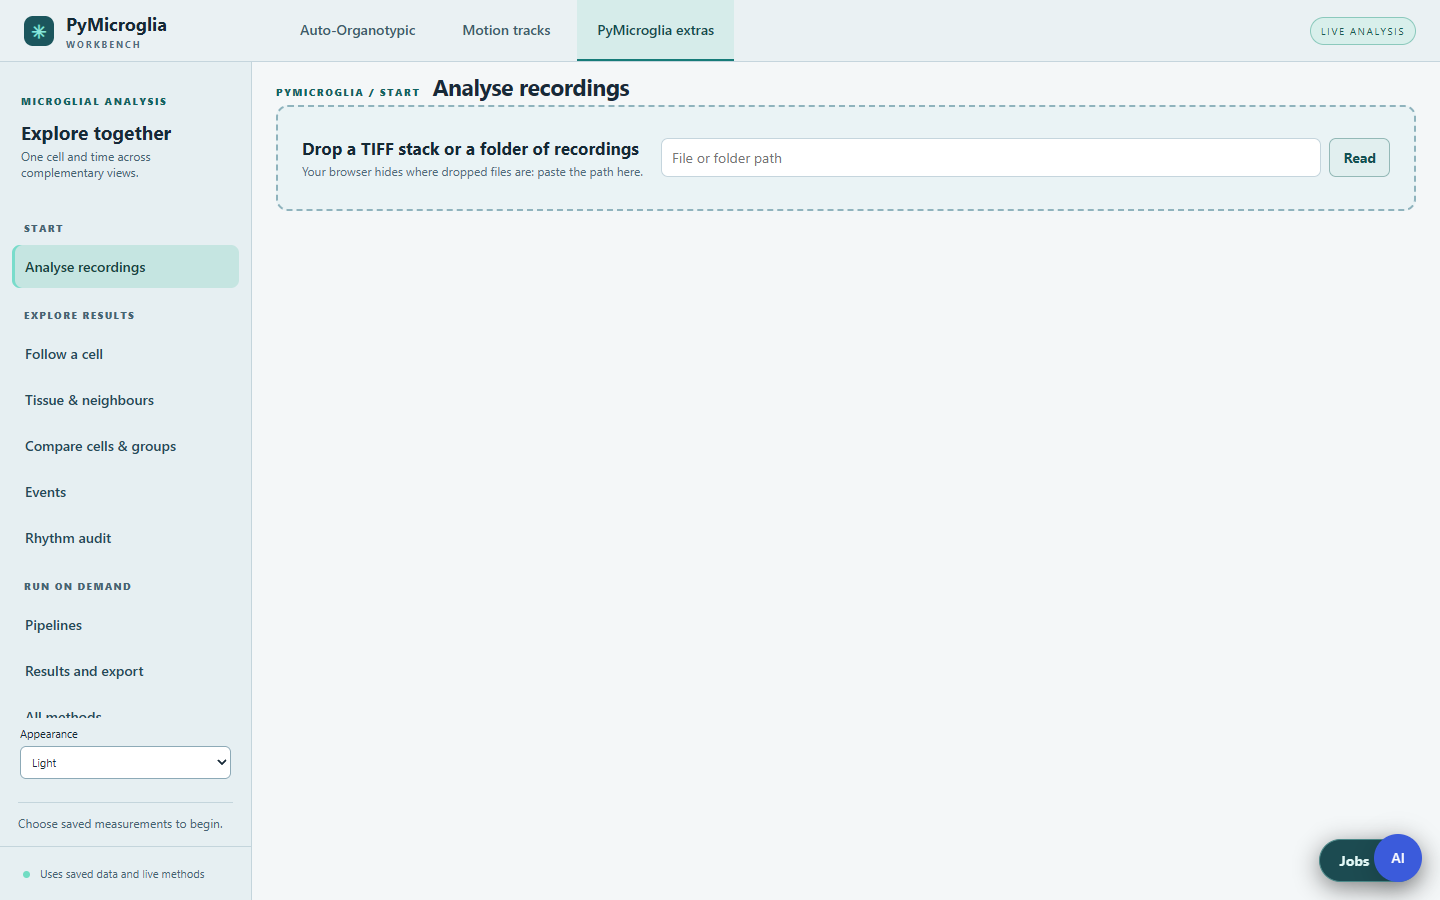 PyMicroglia
WORKBENCH
Auto-Organotypic
Motion tracks
PyMicroglia extras
LIVE ANALYSIS
MICROGLIAL ANALYSIS
Explore together
One cell and time across
complementary views.
START
Analyse recordings
EXPLORE RESULTS
Follow a cell
Tissue & neighbours
Compare cells & groups
Events
Rhythm audit
RUN ON DEMAND
Pipelines
Results and export
All methods
Appearance
Light
Choose saved measurements to begin.
Uses saved data and live methods
PYMICROGLIA / START Analyse recordings
Drop a TIFF stack or a folder of recordings
Your browser hides where dropped files are: paste the path here.
File or folder path
Read
Jobs
AI